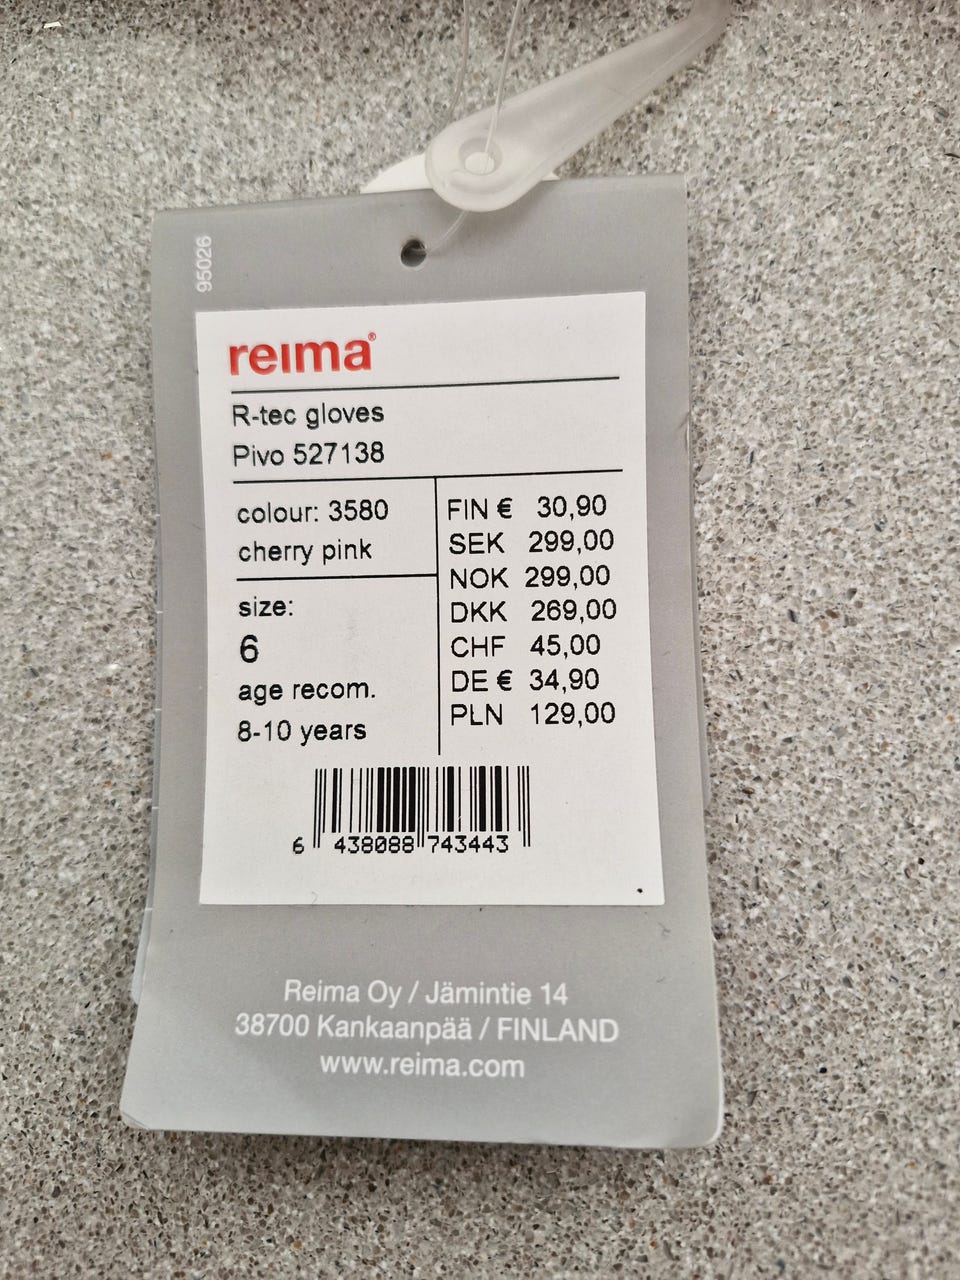 95026
reima®
R-tec gloves
Pivo 527138
colour: 3580
cherry pink
size:
6
age recom.
8-10 years
FIN € 30,90
SEK 299,00
NOK 299,00
DKK 269,00
CHF 45,00
DE € 34,90
PLN 129,00
6 438088 743443
Reima Oy / Jämintie 14
38700 Kankaanpää / FINLAND
www.reima.com